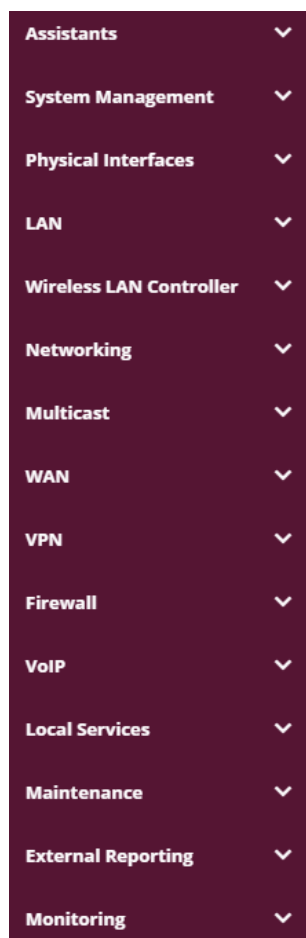 Assistants
System Management
Physical Interfaces
LAN
Wireless LAN Controller
Networking
Multicast
WAN
VPN
Firewall
VoIP
Local Services
Maintenance
External Reporting
Monitoring